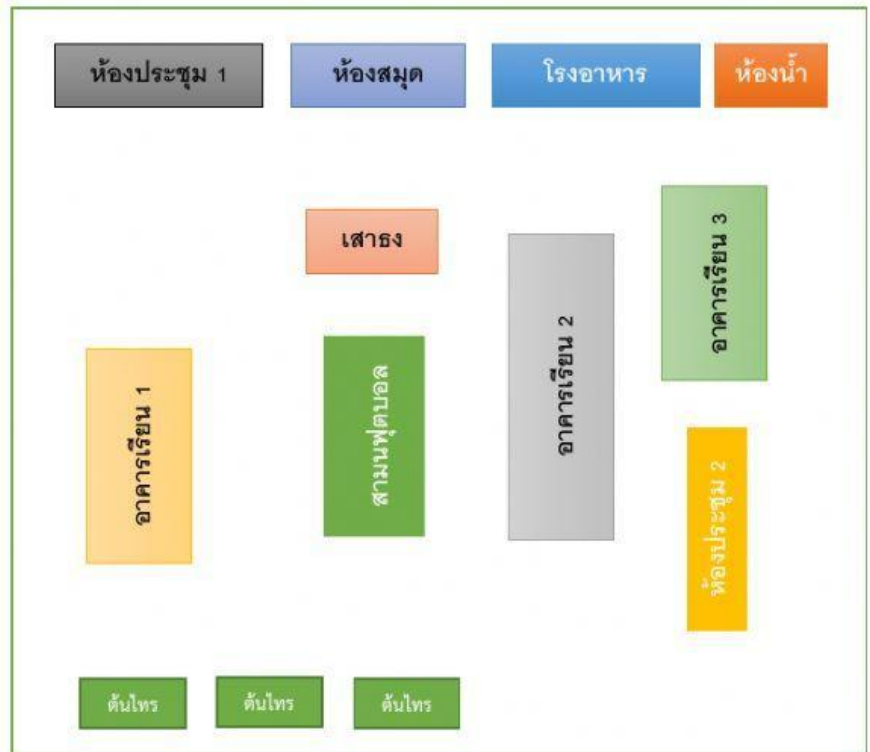 ห้องประชุม 1
ห้องสมุด
โรงอาหาร
ห้องน้ำ
เสาธง
อาคารเรียน 3
อาคารเรียน 2
อาคารเรียน 1
สามนฟุตบอล
ห้องประชุม 2
ต้นไทร
ต้นไทร
ต้นไทร